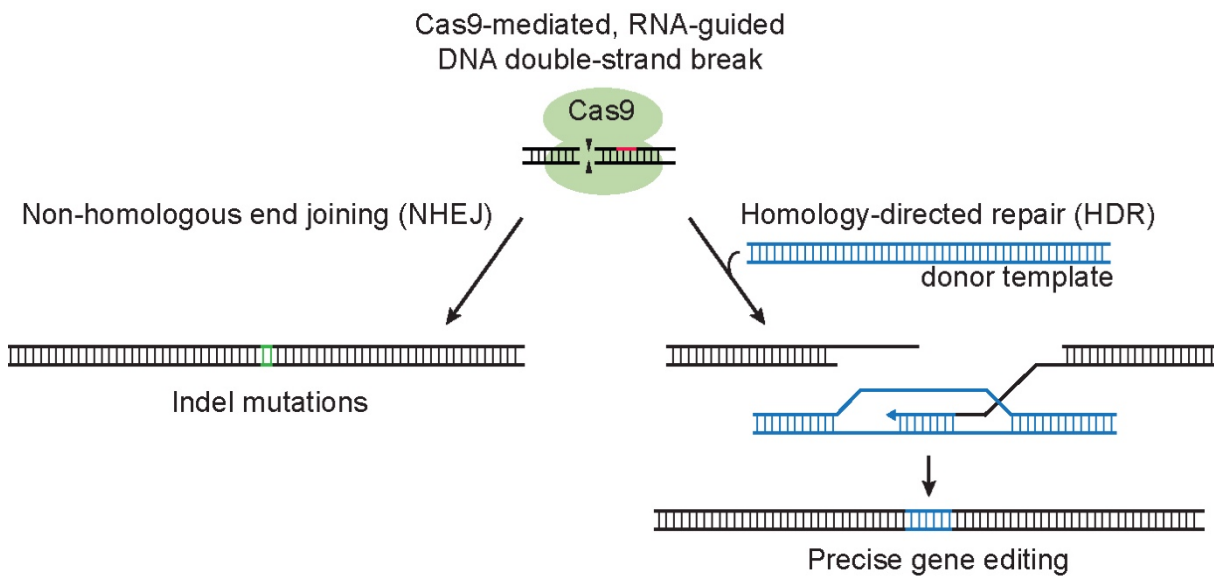 Cas9-mediated, RNA-guided
DNA double-strand break
Cas9
Non-homologous end joining (NHEJ)
Homology-directed repair (HDR)
donor template
Indel mutations
Precise gene editing